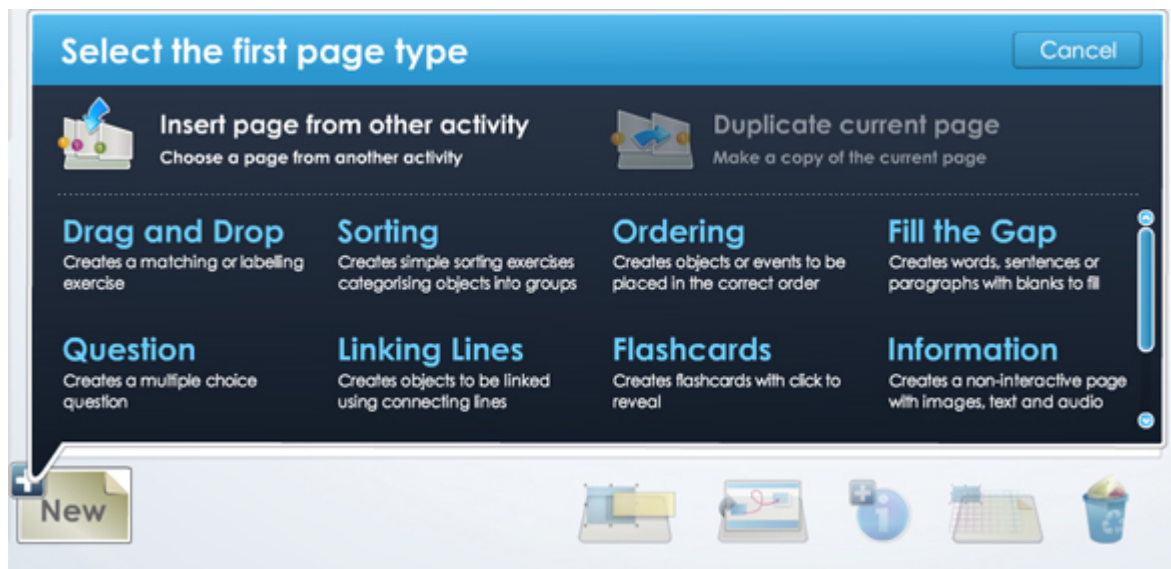 Select the first page type
Cancel
Insert page from other activity
Choose a page from another activity
Duplicate current page
Make a copy of the current page
Drag and Drop
Creates a matching or labelling
exercise
Sorting
Creates simple sorting exercises
categorising objects into groups
Ordering
Creates objects or events to be
placed in the correct order
Fill the Gap
Creates words, sentences or
paragraphs with blanks to fill
Question
Creates a multiple choice
question
Linking Lines
Creates objects to be linked
using connecting lines
Flashcards
Creates flashcards with click to
reveal
Information
Creates a non-interactive page
with images, text and audio
New